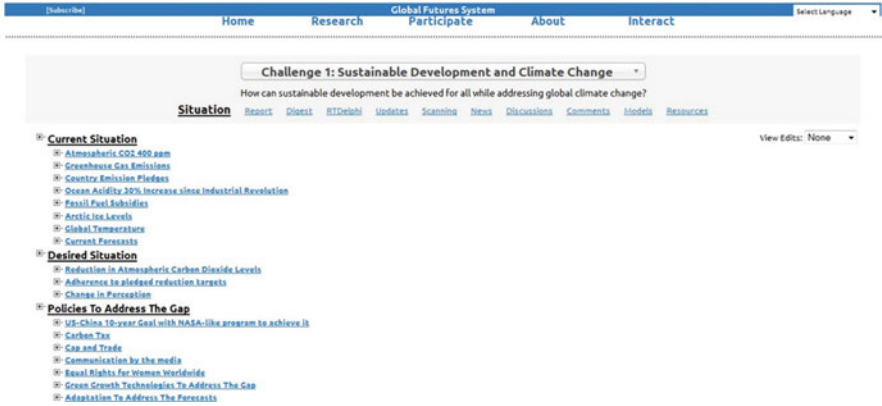 [Subscribe] Global Futures System Select Language
Home Research Participate About Interact
Challenge 1: Sustainable Development and Climate Change
How can sustainable development be achieved for all while addressing global climate change?
Situation Report Digest RTDelphi Updates Scanning News Discussions Comments Models Resources
Current Situation View Edits: None
Atmospheric CO2 400 ppm
Greenhouse Gas Emissions
Country Emission Pledges
Ocean Acidity 30% Increase since Industrial Revolution
Fossil Fuel Subsidies
Arctic Ice Levels
Global Temperature
Current Forecasts
Desired Situation
Reduction in Atmospheric Carbon Dioxide Levels
Adherence to pledged reduction targets
Change in Perception
Policies To Address The Gap
US-China 10-year Goal with NASA-like program to achieve it
Carbon Tax
Cap and Trade
Communication by the media
Equal Rights for Women Worldwide
Green Growth Technologies To Address The Gap
Adaptation To Address The Forecasts